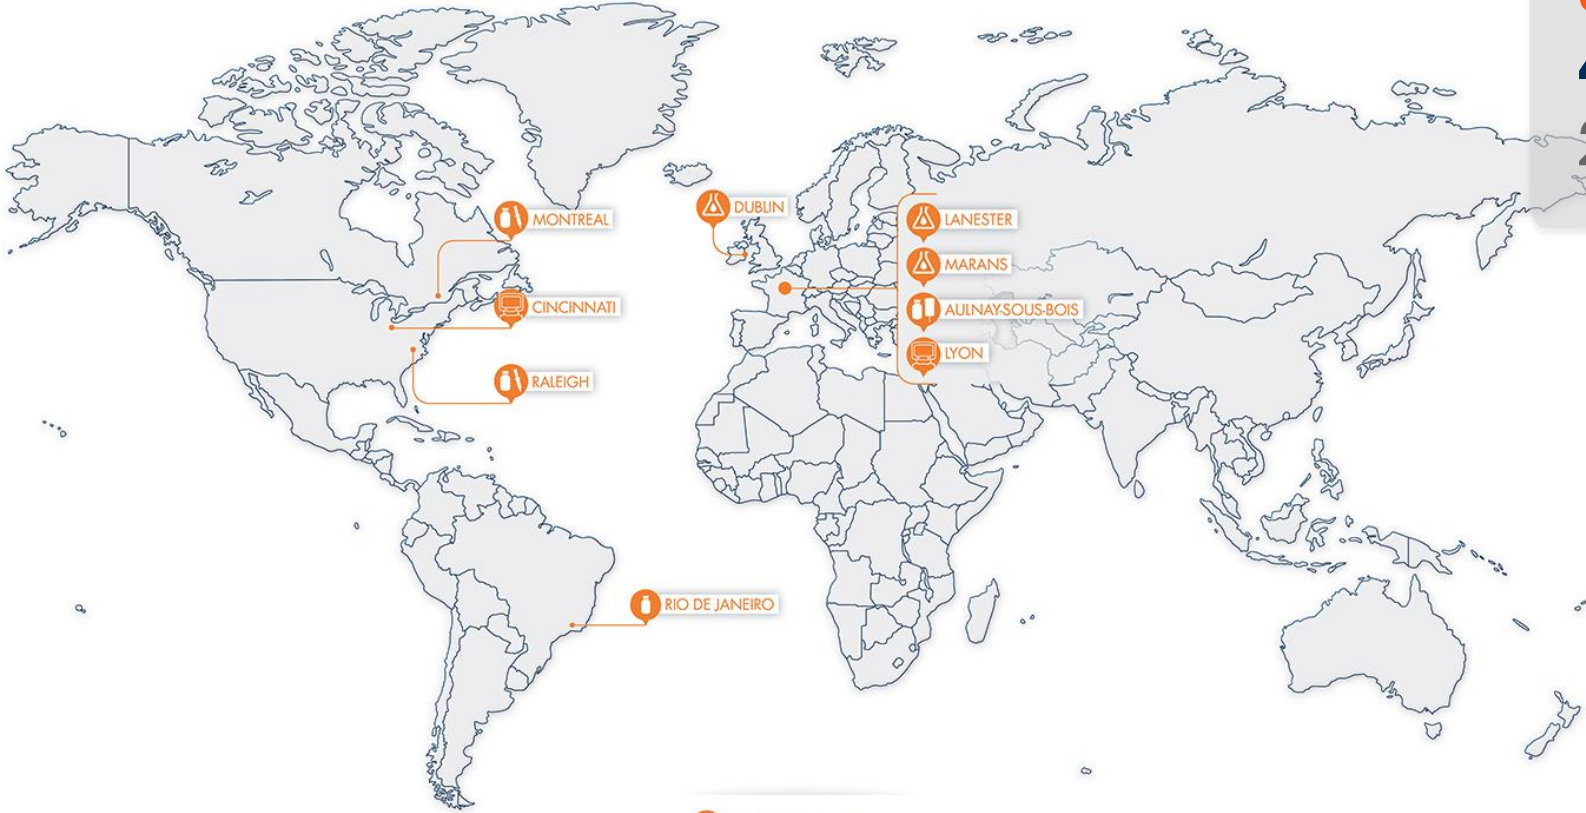 MONTREAL
DUBLIN
LANESTER
MARANS
CINCINNATI
AULNAY-SOUS-BOIS
LYON
RALEIGH
RIO DE JANEIRO